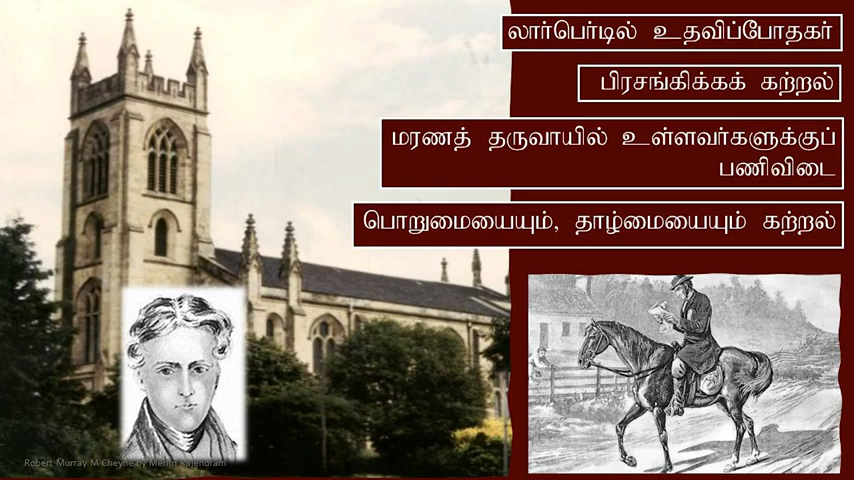 லார்பெர்டில் உதவிப்போதகர்
பிரசங்கிக்கக் கற்றல்
மரணத் தருவாயில் உள்ளவர்களுக்குப்
பணிவிடை
பொறுமையையும், தாழ்மையையும் கற்றல்
Robert Murray M'Cheyne by Merlin Rajendram